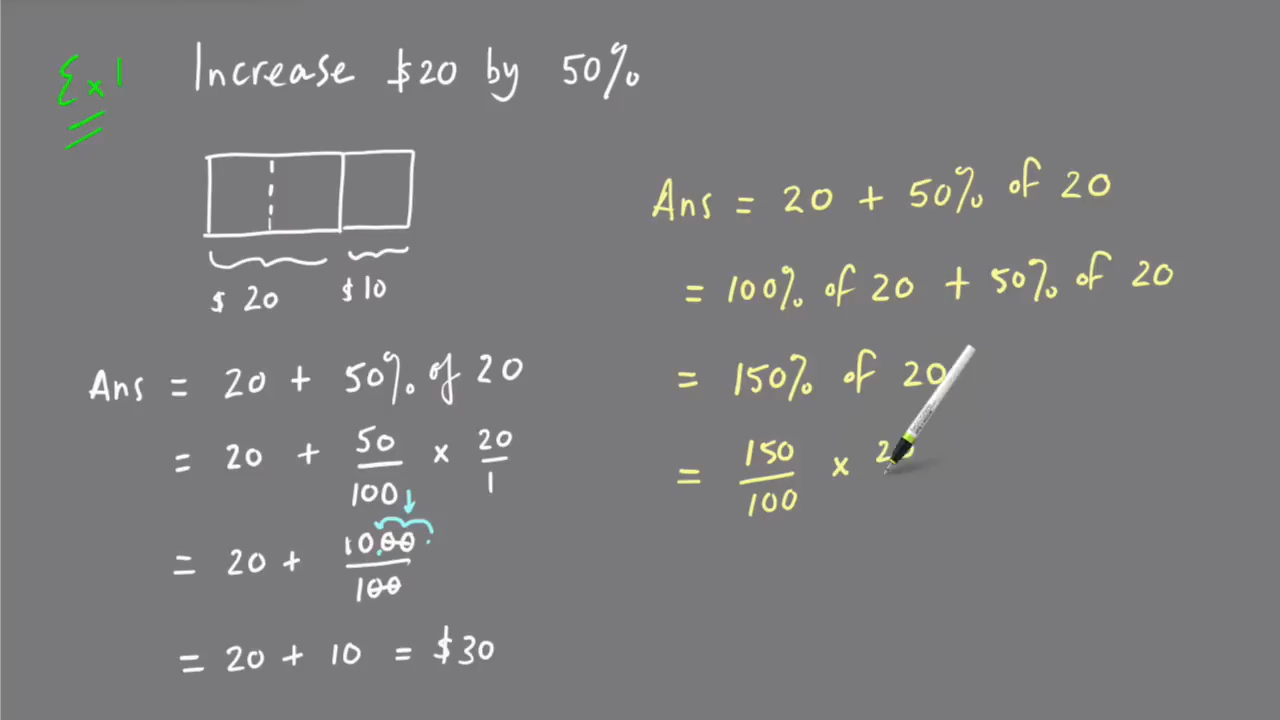 Ex 1 Increase $20 by 50%
$ 20 $10
Ans = 20 + 50% of 20
= 20 + 50/100 × 20/1
= 20 + 1000/100
= 20 + 10 = $30
Ans = 20 + 50% of 20
= 100% of 20 + 50% of 20
= 150% of 20
= 150/100 × 20